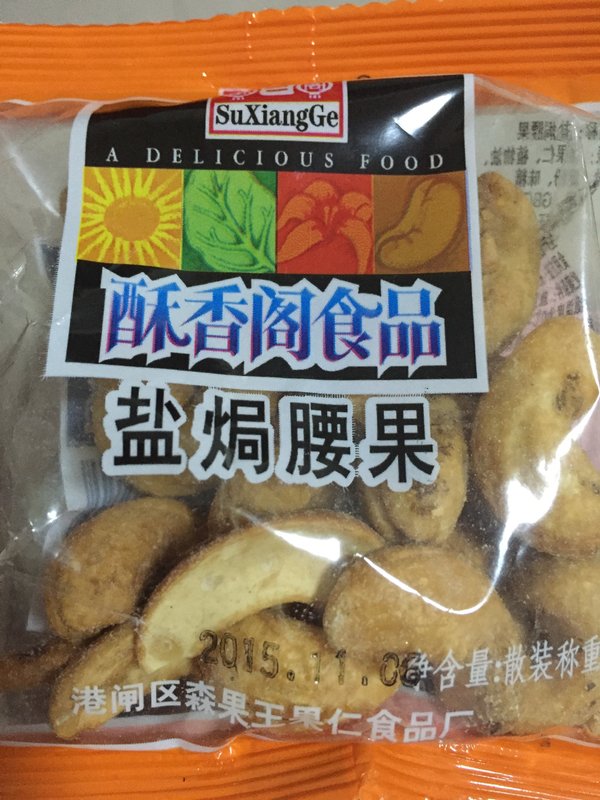 SuXiangGe
A DELICIOUS FOOD
酥香阁食品
盐焗腰果
2015.11.06
净含量:散装称重
港闸区森果王果仁食品厂